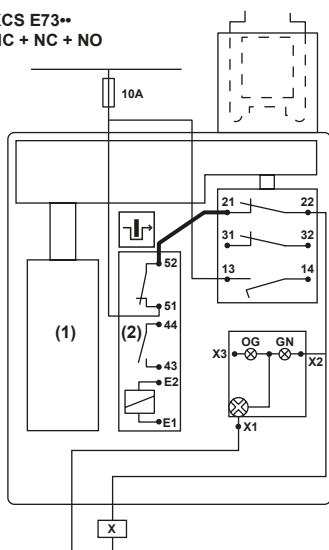 XCS E73••
NC + NC + NO
10A
21 22
31 32
13 14
52
51
(1) (2)
44
43
E2
E1
OG GN
X3 X2
X1
X